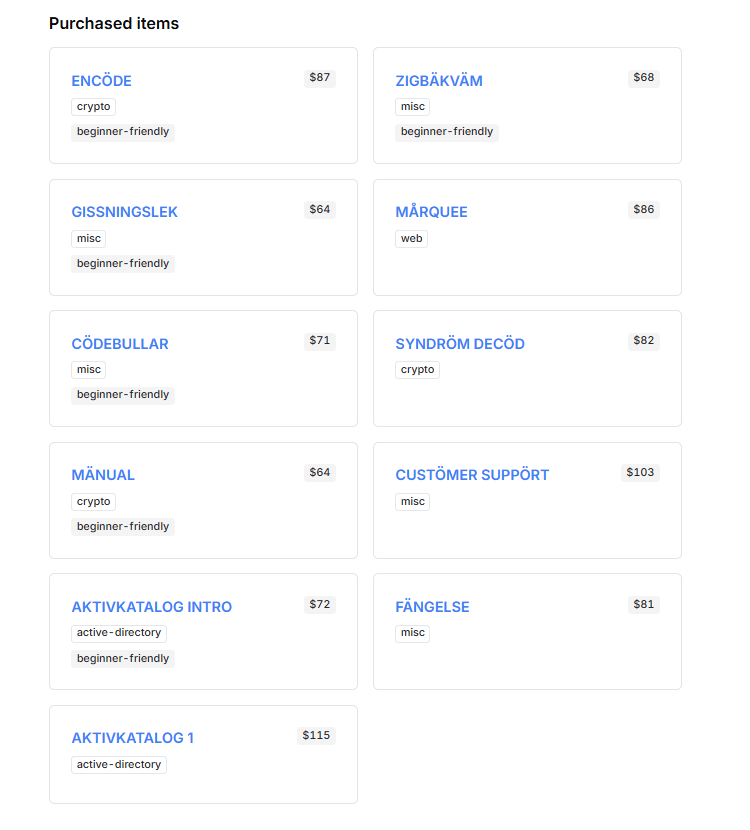 Purchased items
ENCÖDE $87
crypto
beginner-friendly
ZIGBÄKVÄM $68
misc
beginner-friendly
GISSNINGSLEK $64
misc
beginner-friendly
MÅRQUEE $86
web
CÖDEBULLAR $71
misc
beginner-friendly
SYNDRÖM DECÖD $82
crypto
MÄNUAL $64
crypto
beginner-friendly
CUSTÖMER SUPPÖRT $103
misc
AKTIVKATALOG INTRO $72
active-directory
beginner-friendly
FÄNGELSE $81
misc
AKTIVKATALOG 1 $115
active-directory